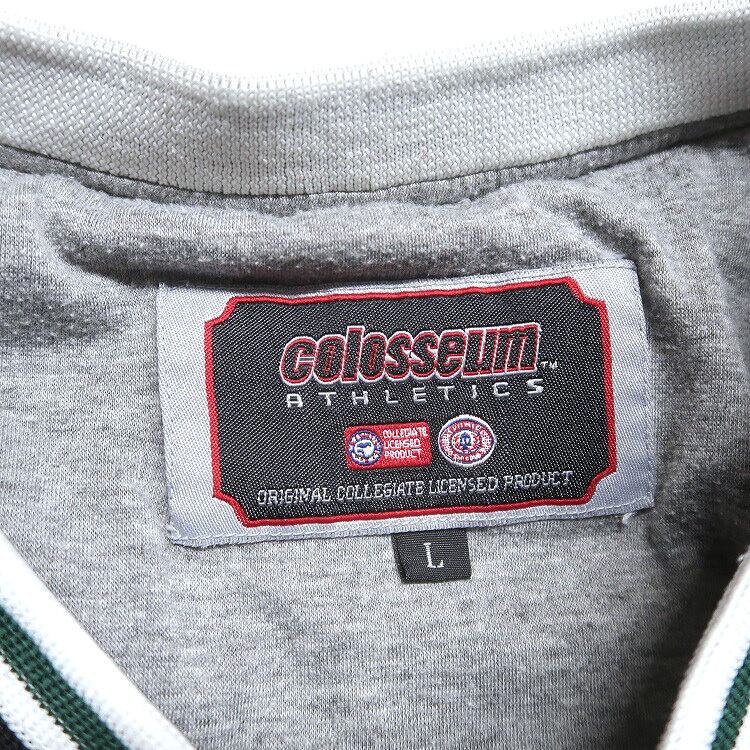 colosseum™
ATHLETICS
COLLEGIATE
LICENSED
PRODUCT
ORIGINAL COLLEGIATE LICENSED PRODUCT
L